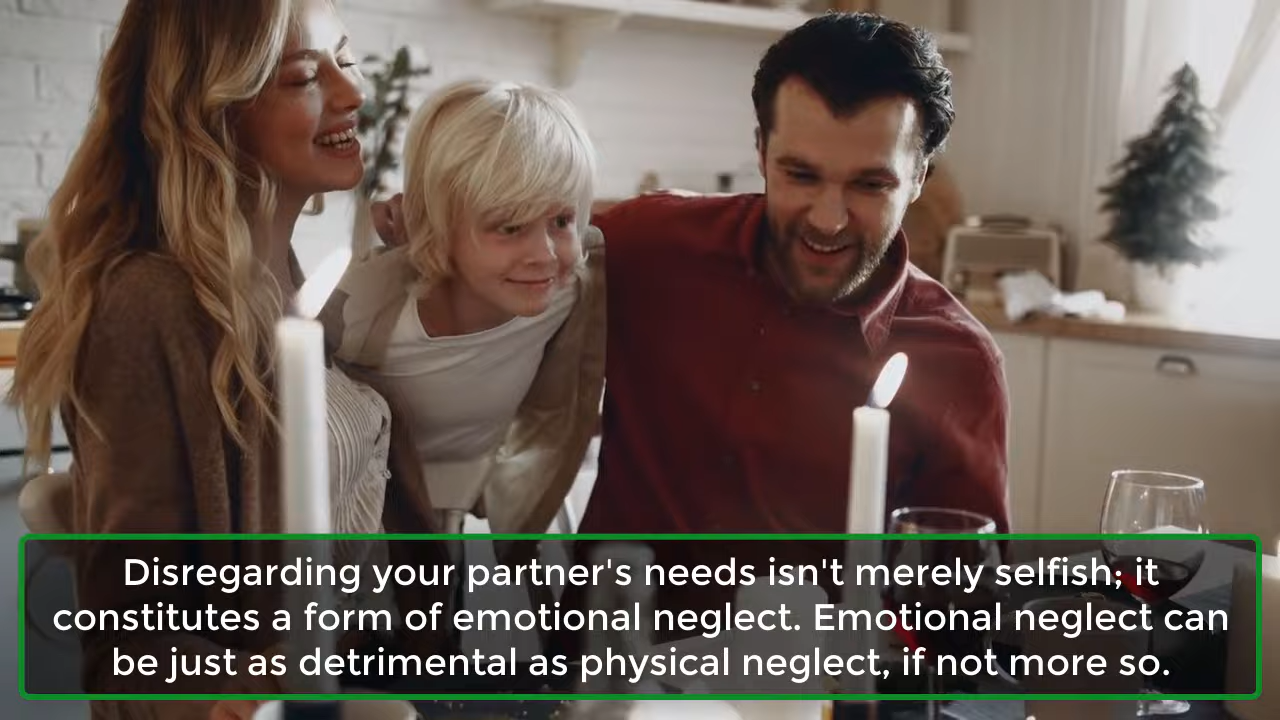 Disregarding your partner's needs isn't merely selfish; it
constitutes a form of emotional neglect. Emotional neglect can
be just as detrimental as physical neglect, if not more so.